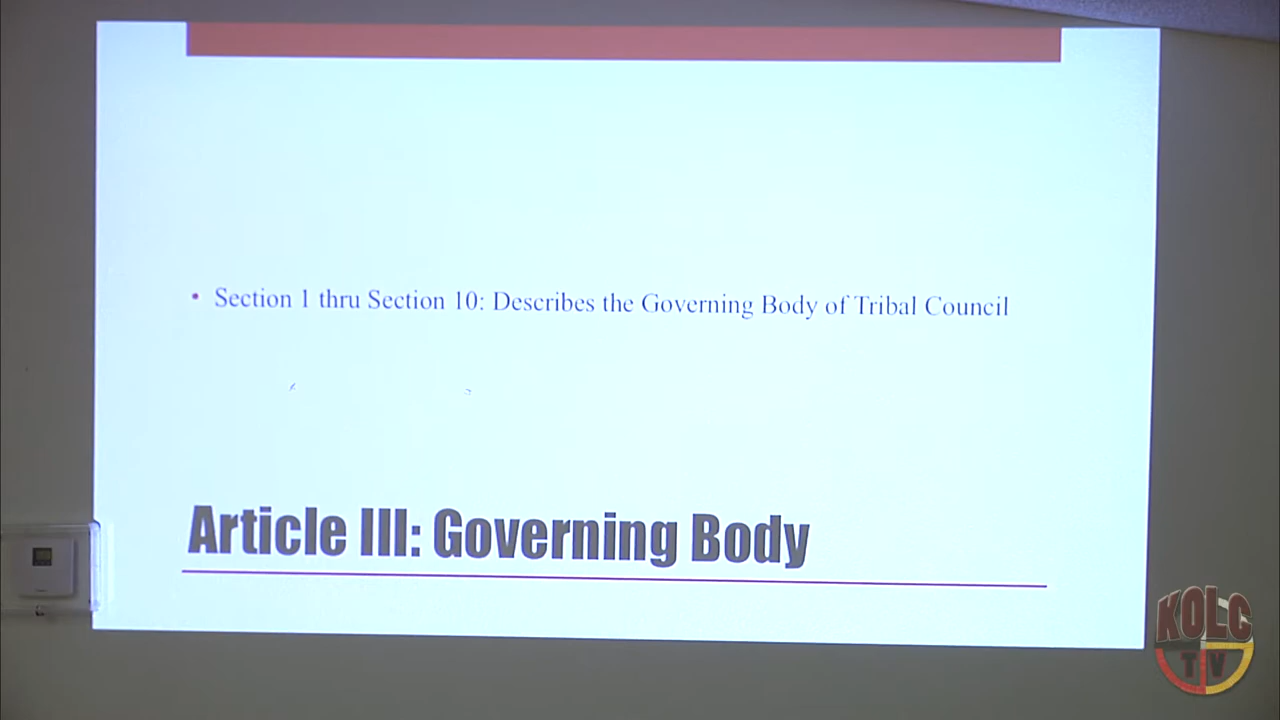 • Section 1 thru Section 10: Describes the Governing Body of Tribal Council
Article III: Governing Body
KOLC
TV